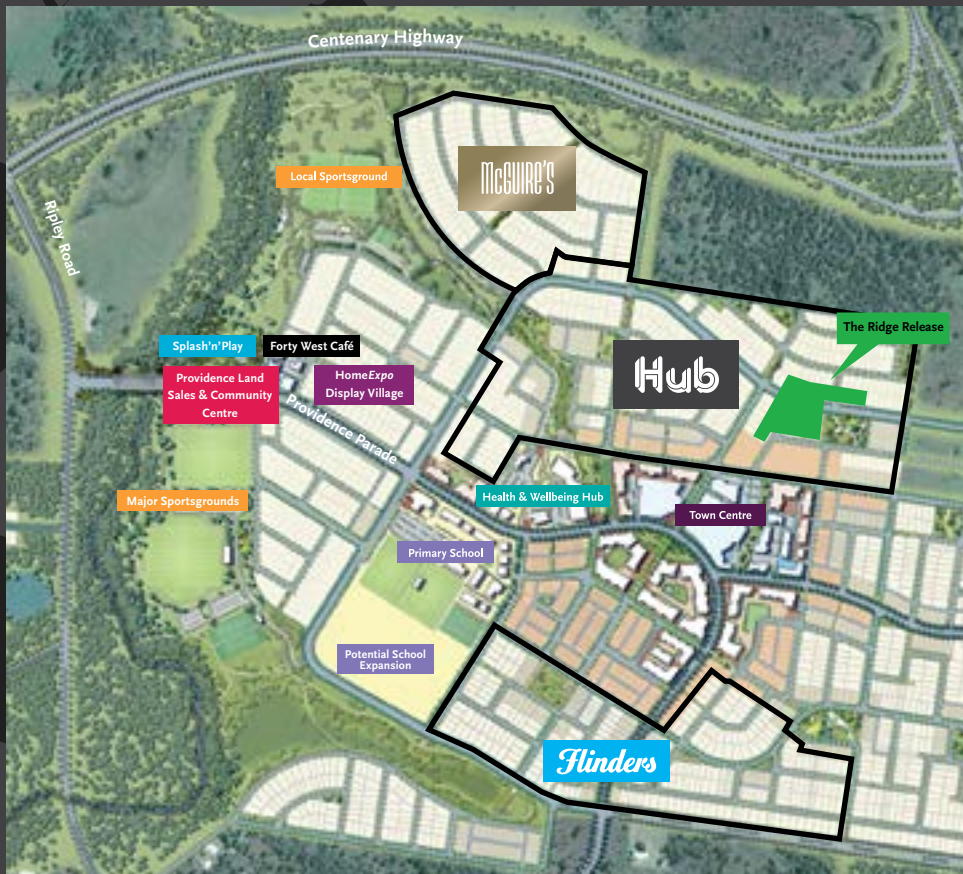 Centenary Highway
McGUIRE'S
Local Sportsground
Ripley Road
The Ridge Release
Splash'n'Play
Forty West Café
Hub
Providence Land
Sales & Community
Centre
HomeExpo
Display Village
Providence Parade
Health & Wellbeing Hub
Major Sportsgrounds
Town Centre
Primary School
Potential School
Expansion
Flinders